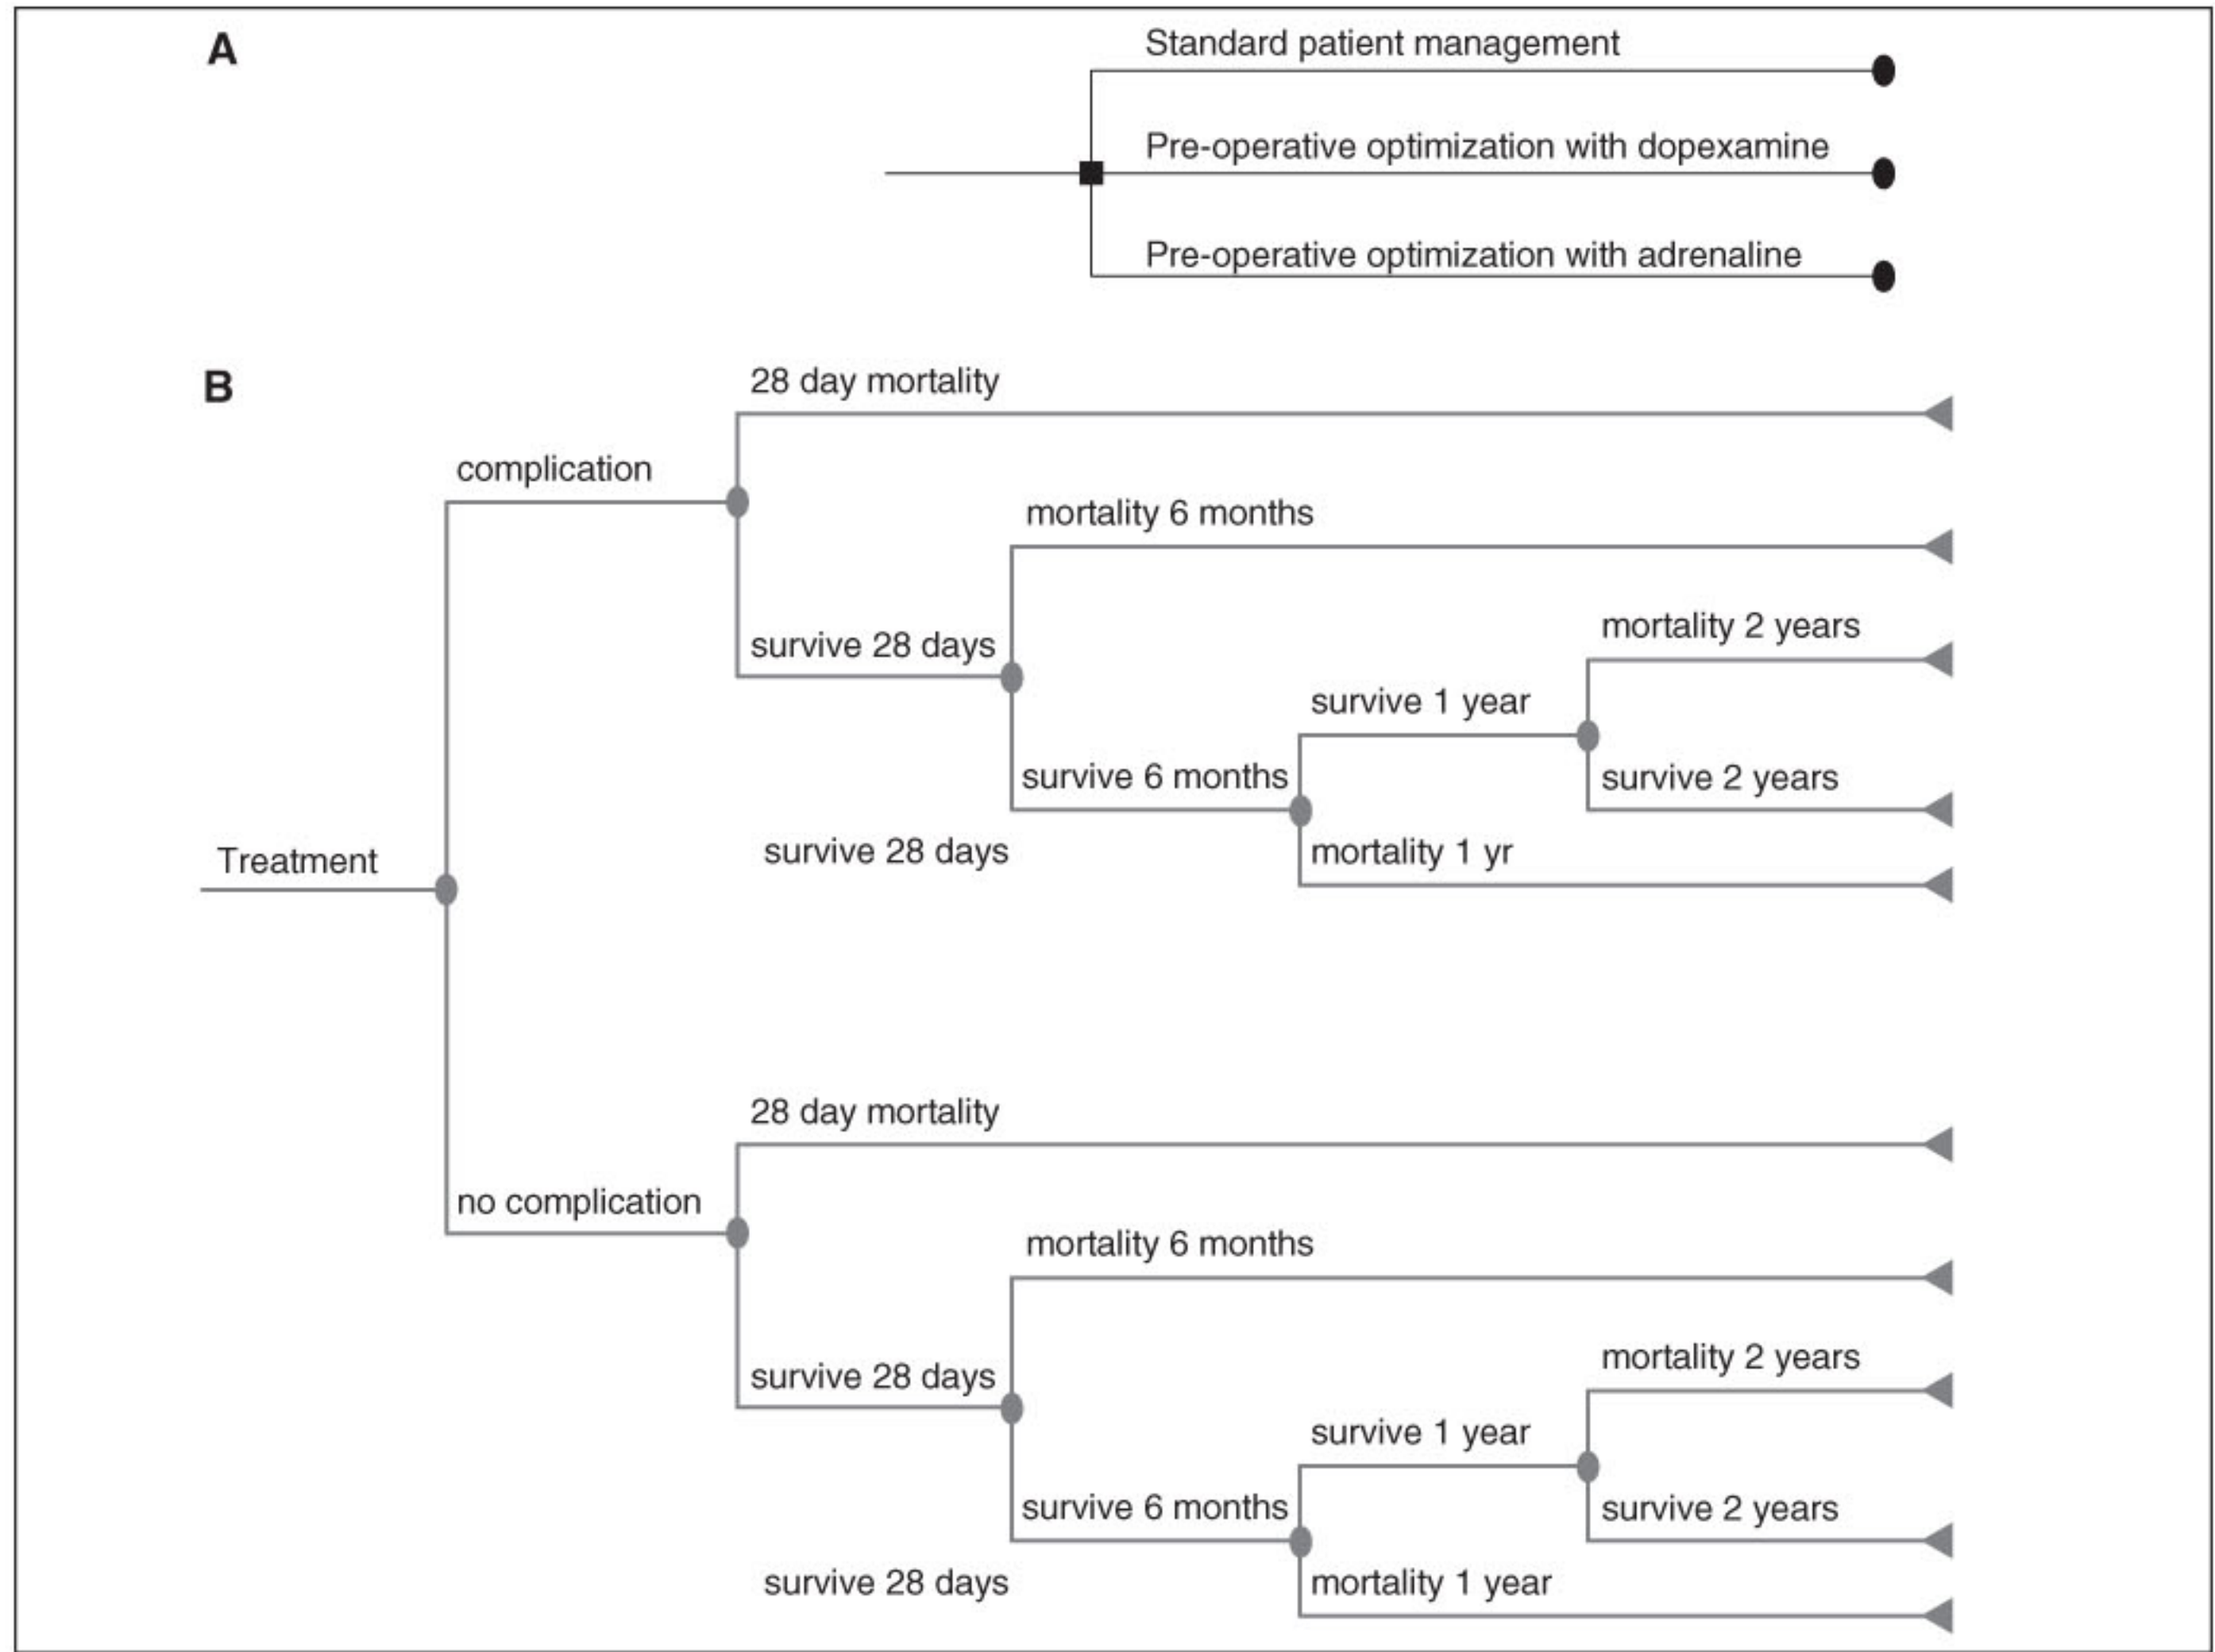 A
Standard patient management
Pre-operative optimization with dopexamine
Pre-operative optimization with adrenaline
B
28 day mortality
complication
mortality 6 months
mortality 2 years
survive 28 days
survive 1 year
survive 6 months
survive 2 years
survive 28 days
mortality 1 yr
Treatment
28 day mortality
no complication
mortality 6 months
mortality 2 years
survive 28 days
survive 1 year
survive 6 months
survive 2 years
survive 28 days
mortality 1 year